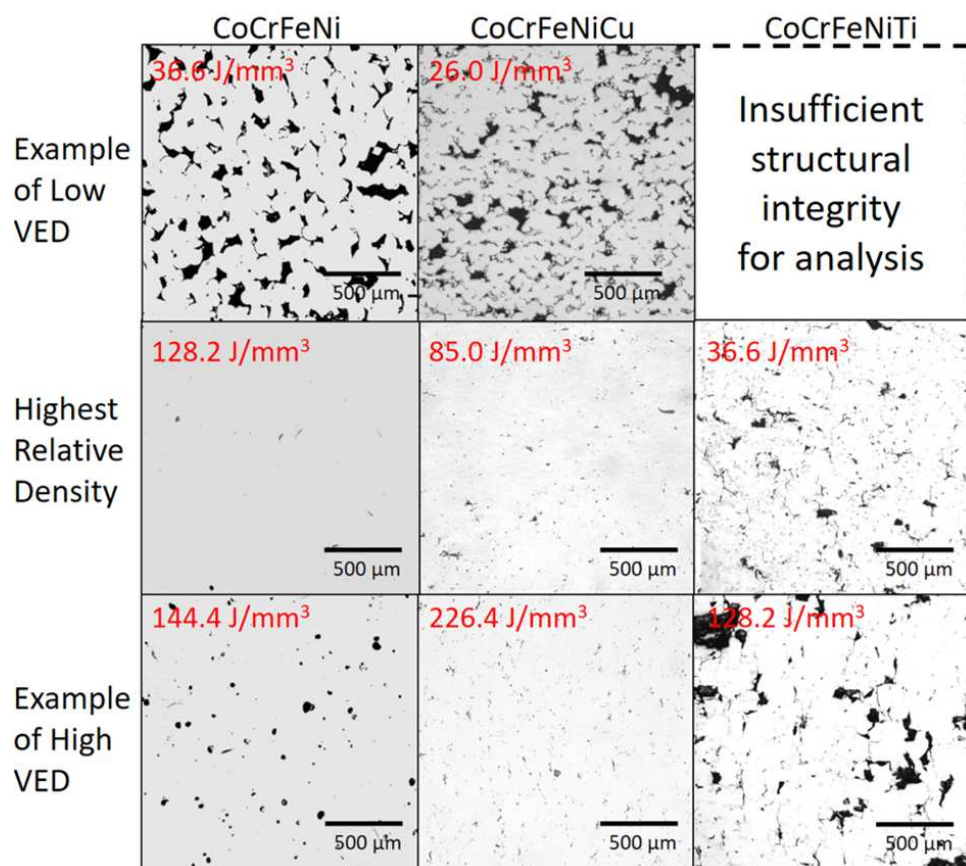 CoCrFeNi
CoCrFeNiCu
CoCrFeNiTi
Example
of Low
VED
36.6 J/mm³
500 µm
26.0 J/mm³
500 µm
Insufficient
structural
integrity
for analysis
Highest
Relative
Density
128.2 J/mm³
500 µm
85.0 J/mm³
500 µm
36.6 J/mm³
500 µm
Example
of High
VED
144.4 J/mm³
500 µm
226.4 J/mm³
500 µm
128.2 J/mm³
500 µm